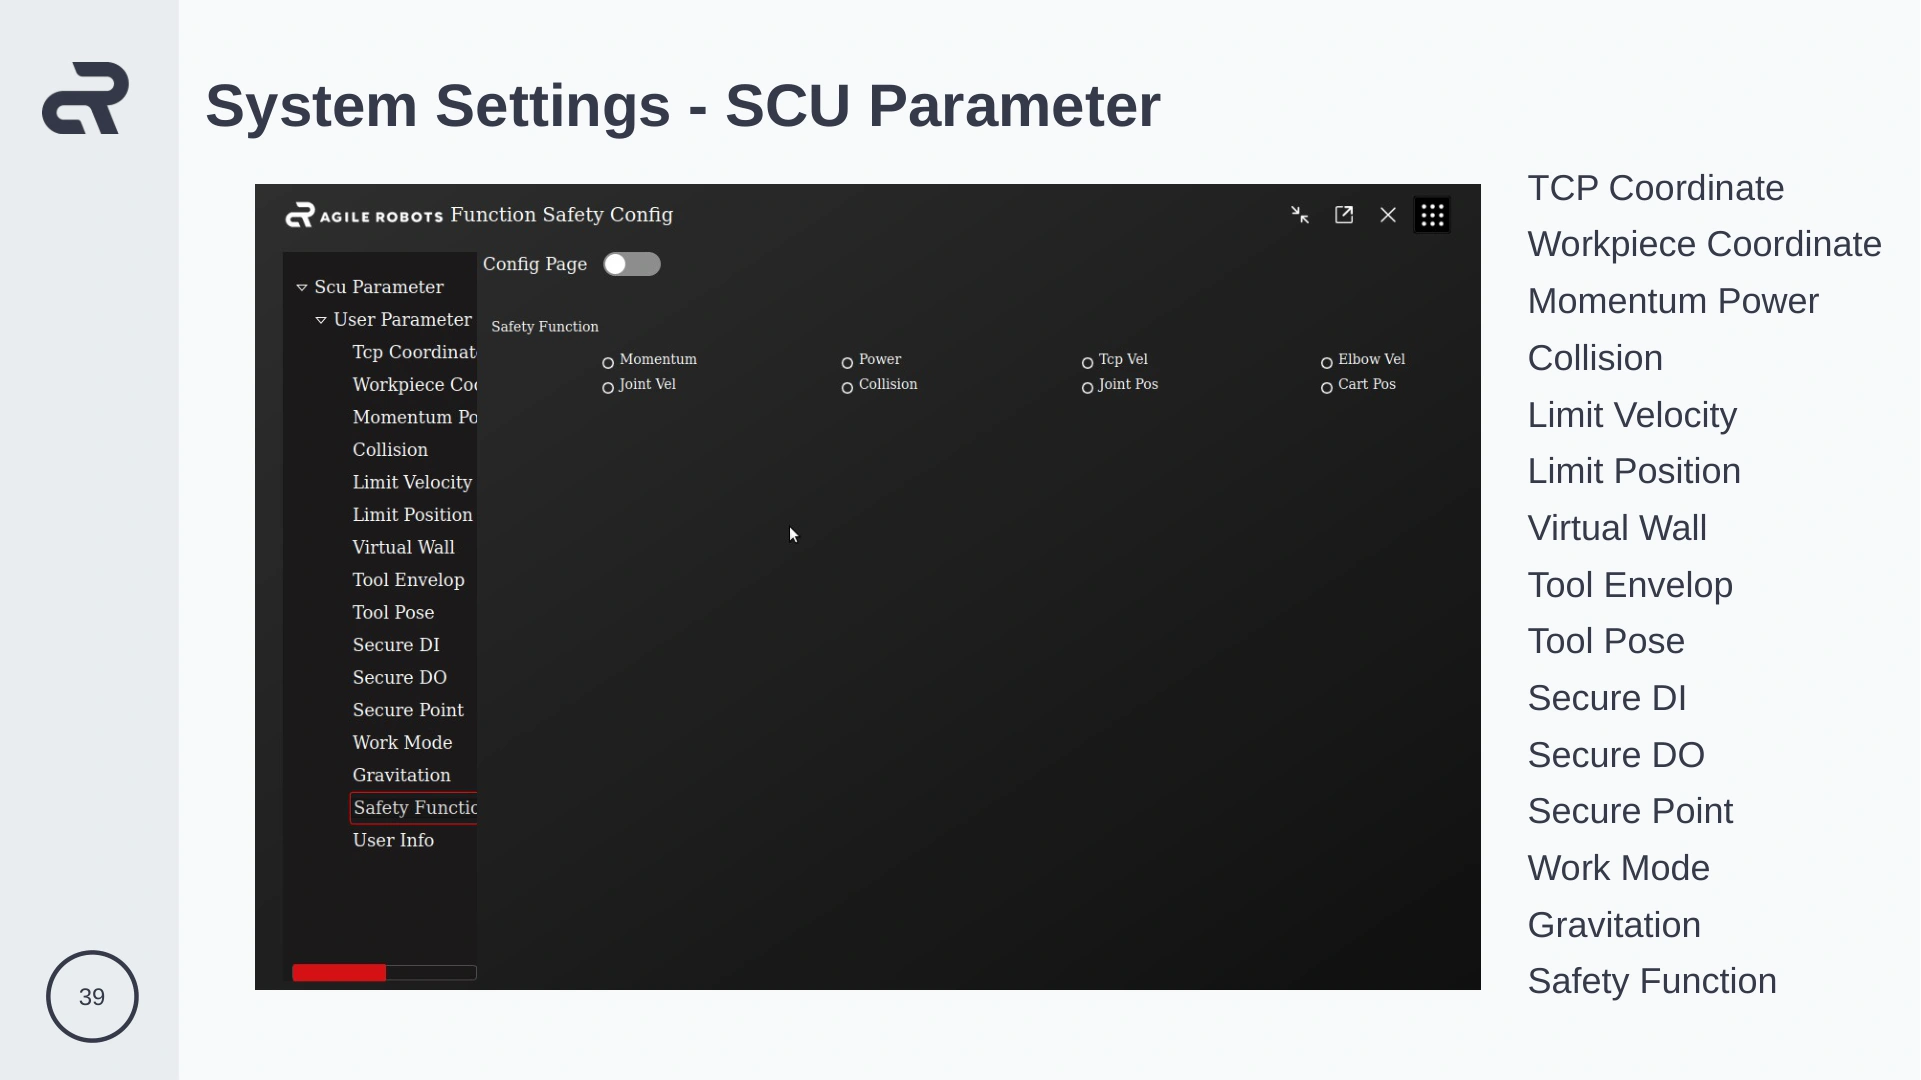 System Settings - SCU Parameter
AGILE ROBOTS Function Safety Config
Config Page
Scu Parameter
User Parameter
Tcp Coordinat
Workpiece Coo
Momentum Po
Collision
Limit Velocity
Limit Position
Virtual Wall
Tool Envelop
Tool Pose
Secure DI
Secure DO
Secure Point
Work Mode
Gravitation
Safety Functio
User Info
Safety Function
Momentum Power Tcp Vel Elbow Vel
Joint Vel Collision Joint Pos Cart Pos
TCP Coordinate
Workpiece Coordinate
Momentum Power
Collision
Limit Velocity
Limit Position
Virtual Wall
Tool Envelop
Tool Pose
Secure DI
Secure DO
Secure Point
Work Mode
Gravitation
Safety Function
39